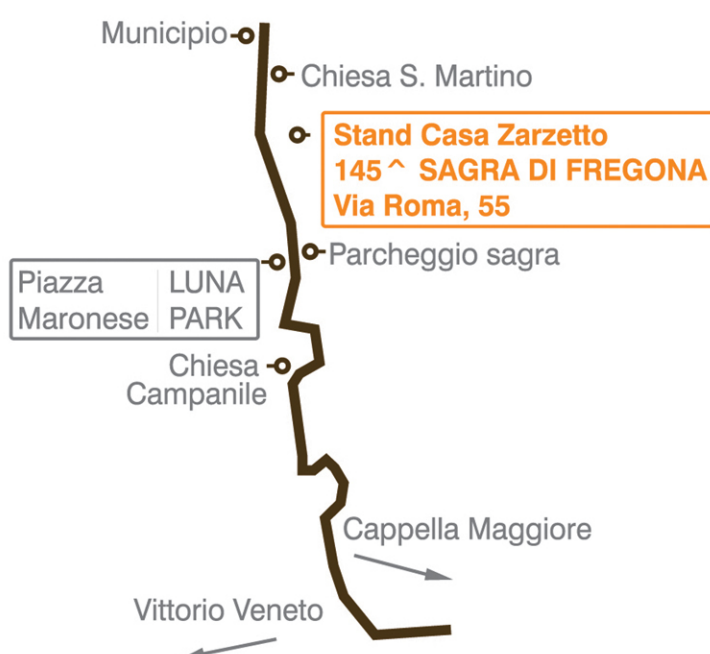 Municipio
Chiesa S. Martino
Stand Casa Zarzetto
145^ SAGRA DI FREGONA
Via Roma, 55
Parcheggio sagra
Piazza LUNA
Maronese PARK
Chiesa
Campanile
Cappella Maggiore
Vittorio Veneto